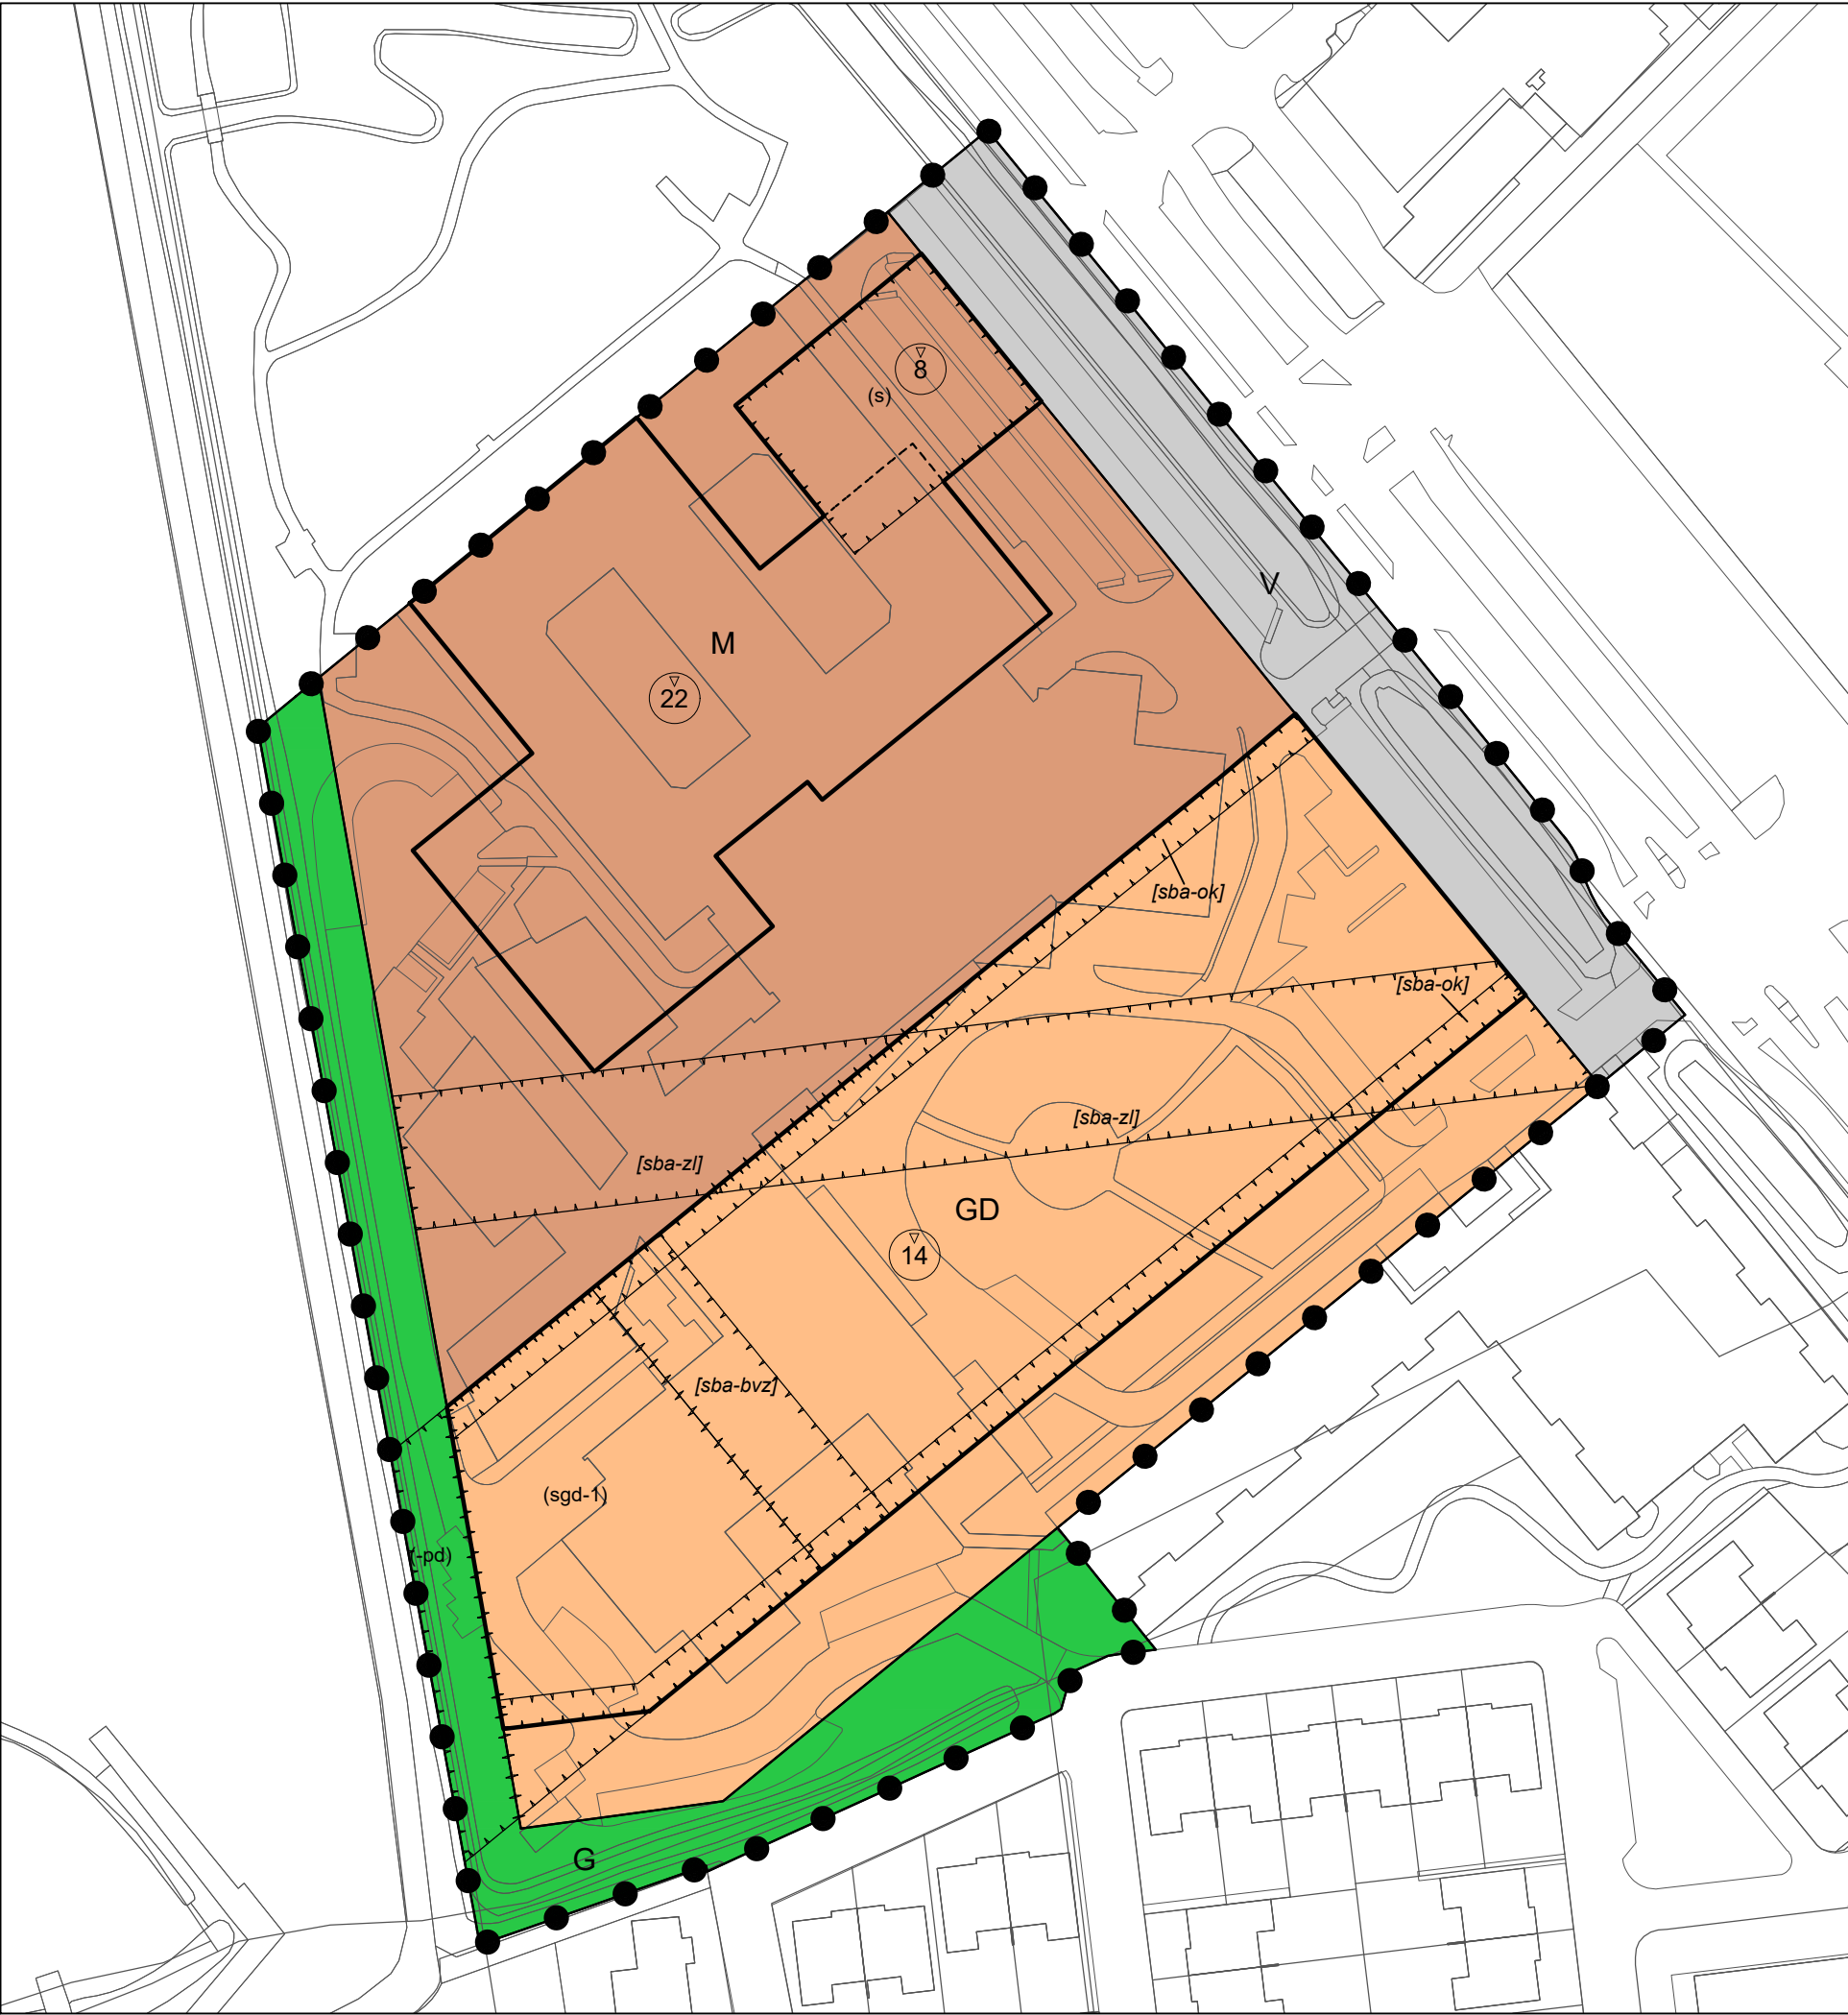 8
(s)
V
M
22
[sba-ok]
[sba-ok]
[sba-zl]
[sba-zl]
GD
14
[sba-bvz]
(sgd-1)
(-pd)
G